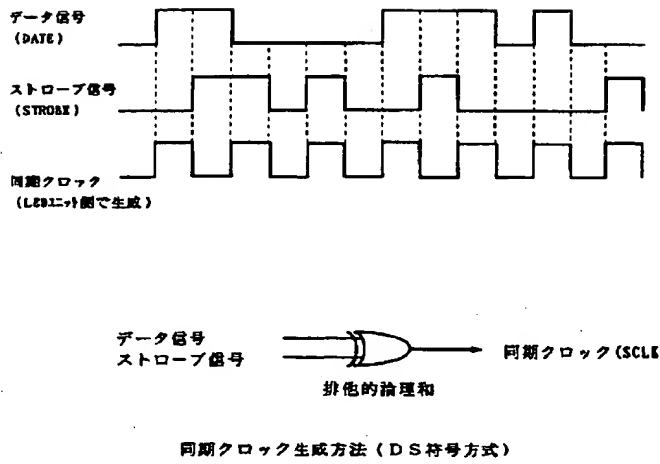 データ信号
(DATE)
ストローブ信号
(STROBE)
同期クロック
(LEDユニット側で生成)
データ信号
ストローブ信号
同期クロック(SCLK
排他的論理和
同期クロック生成方法(DS符号方式)